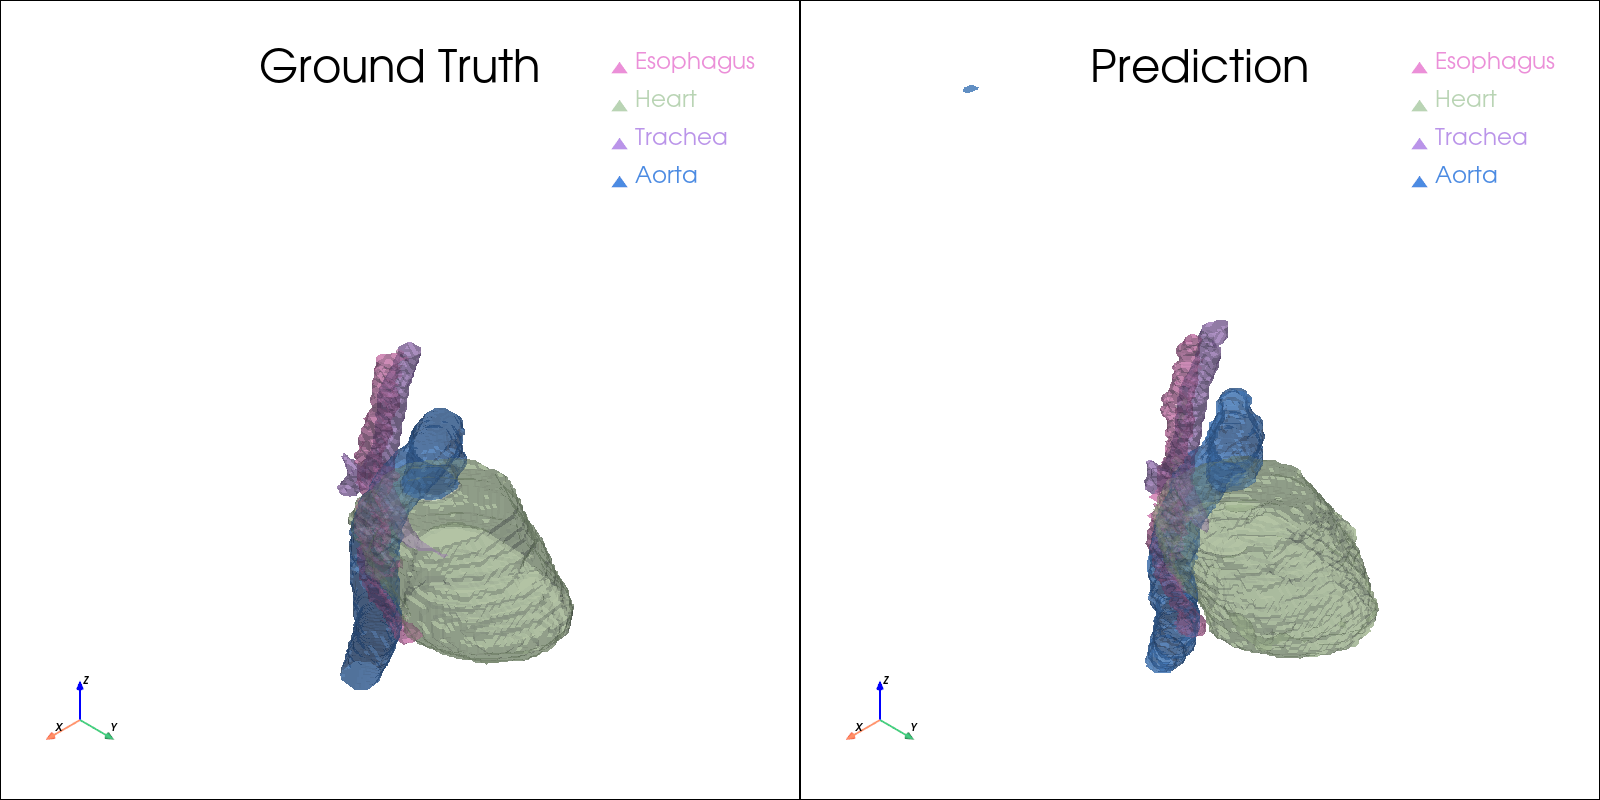 Ground Truth
Esophagus
Heart
Trachea
Aorta
Z
X
Y
Prediction
Esophagus
Heart
Trachea
Aorta
Z
X
Y